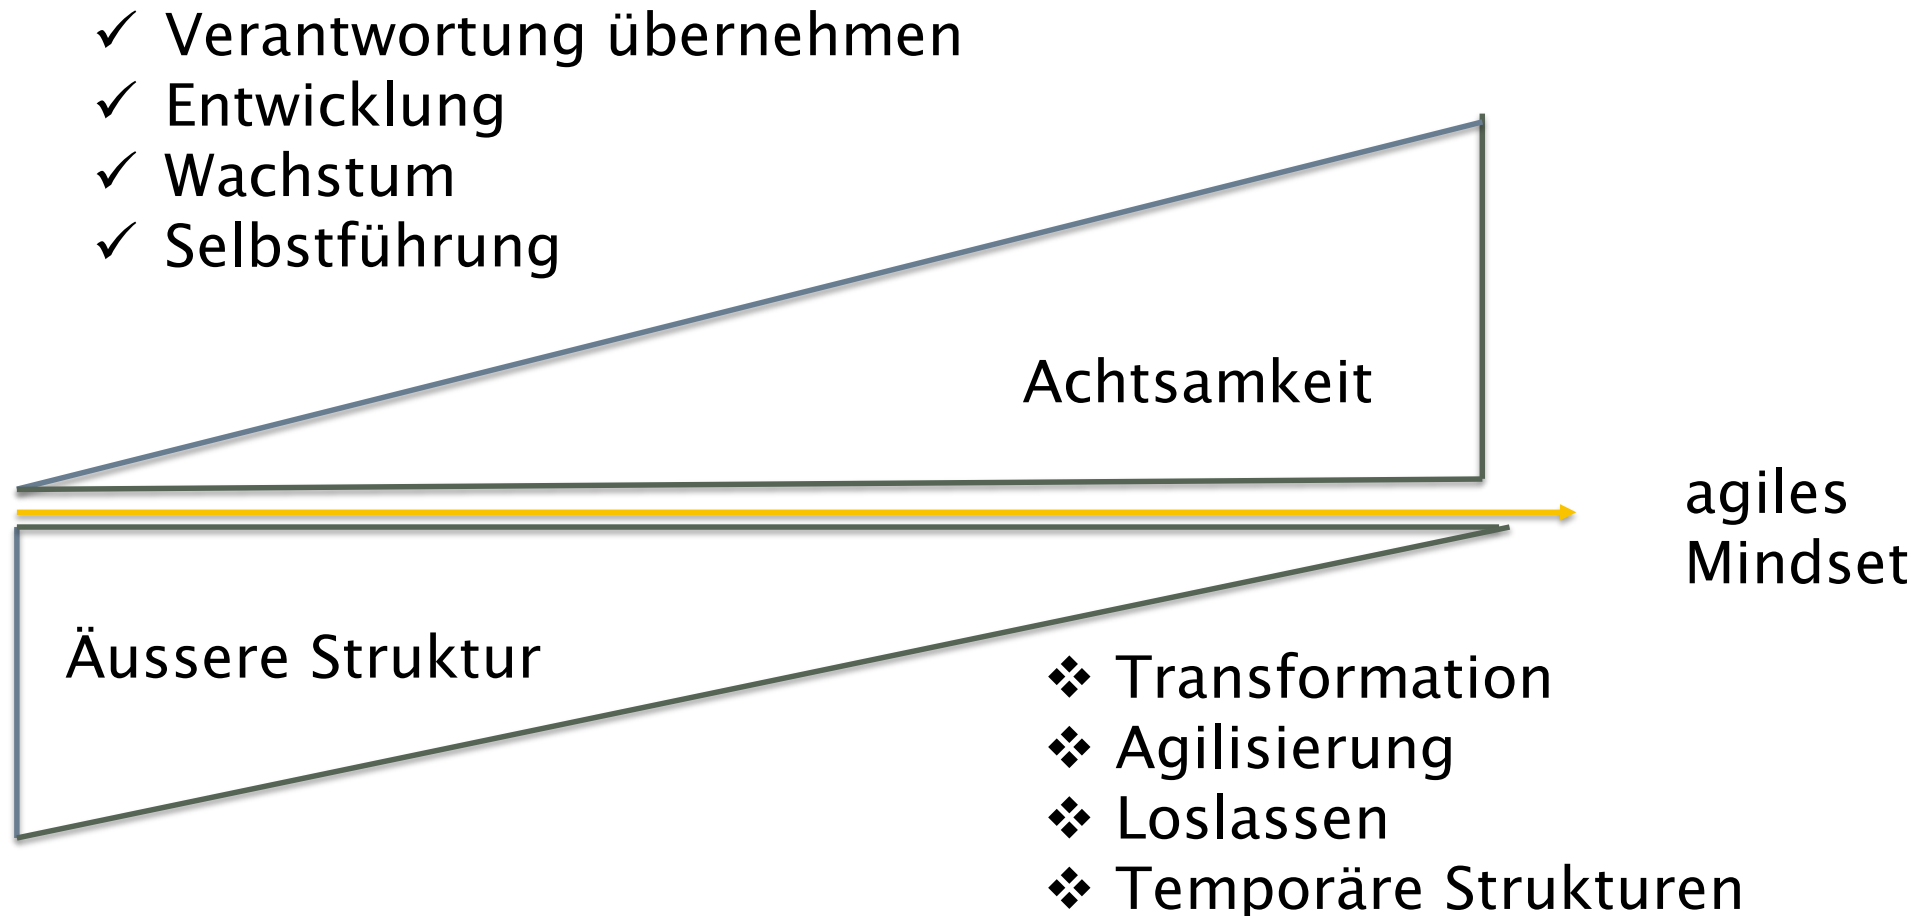 ✓ Verantwortung übernehmen
✓ Entwicklung
✓ Wachstum
✓ Selbstführung
Achtsamkeit
agiles
Mindset
Äussere Struktur
❖ Transformation
❖ Agilisierung
❖ Loslassen
❖ Temporäre Strukturen